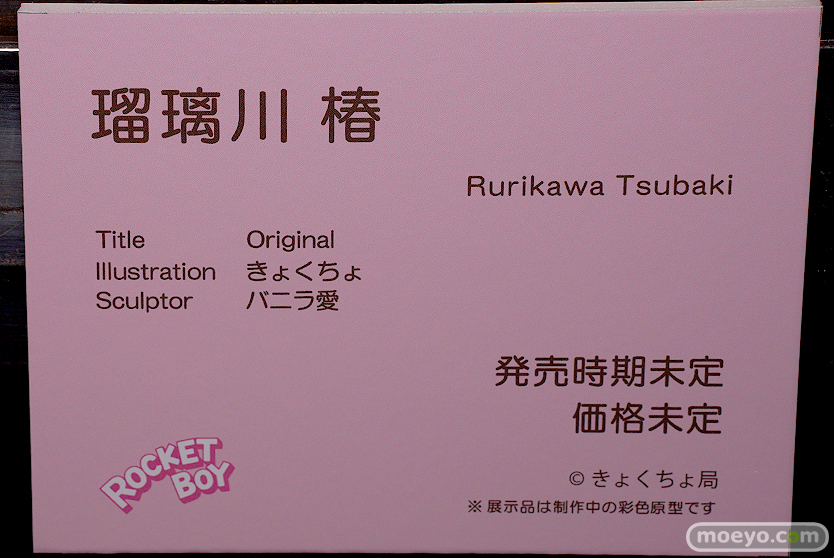 瑠璃川 椿
Rurikawa Tsubaki
Title Original
Illustration きょくちょ
Sculptor バニラ愛
発売時期未定
価格未定
ROCKET
BOY
© きょくちょ局
※ 展示品は制作中の彩色原型です
moeyo.com